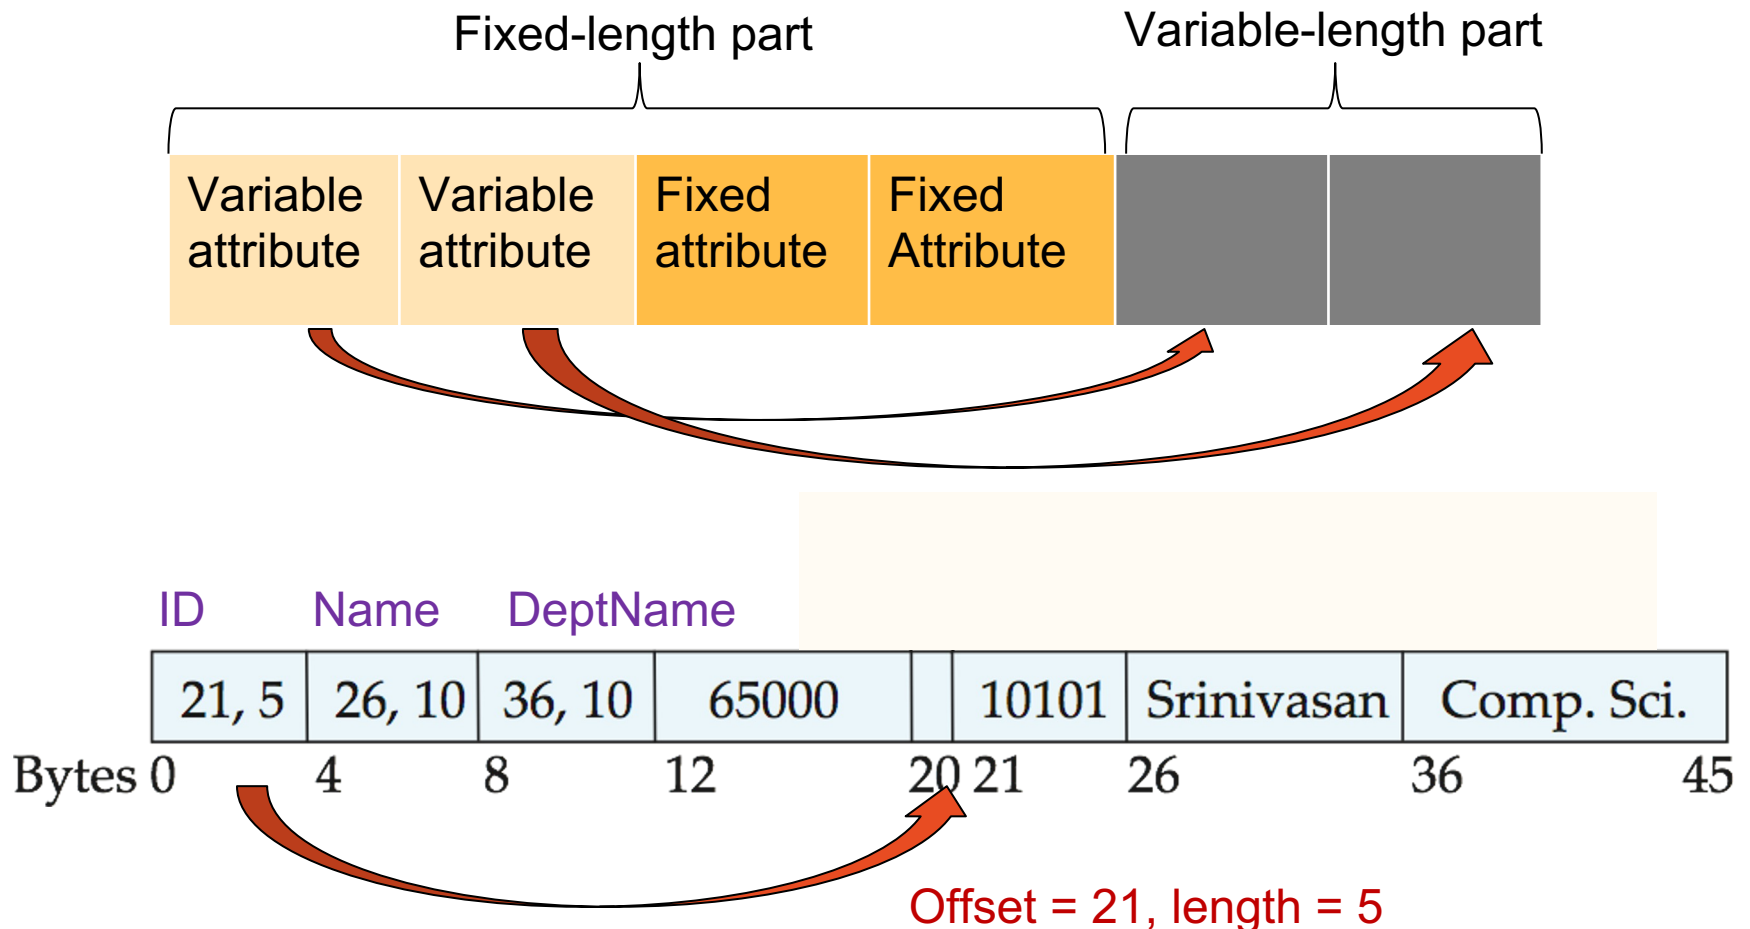 Fixed-length part Variable-length part
Variable attribute Variable attribute Fixed attribute Fixed Attribute
ID Name DeptName
21, 5 26, 10 36, 10 65000 10101 Srinivasan Comp. Sci.
Bytes 0 4 8 12 20 21 26 36 45
Offset = 21, length = 5